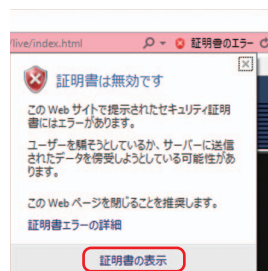 live/index.html 証明書のエラー
証明書は無効です
この Web サイトで提示されたセキュリティ証明
書にはエラーがあります。
ユーザーを騙そうとしているか、サーバーに送信
されたデータを傍受しようとしている可能性があ
ります。
この Web ページを閉じることを推奨します。
証明書エラーの詳細
証明書の表示